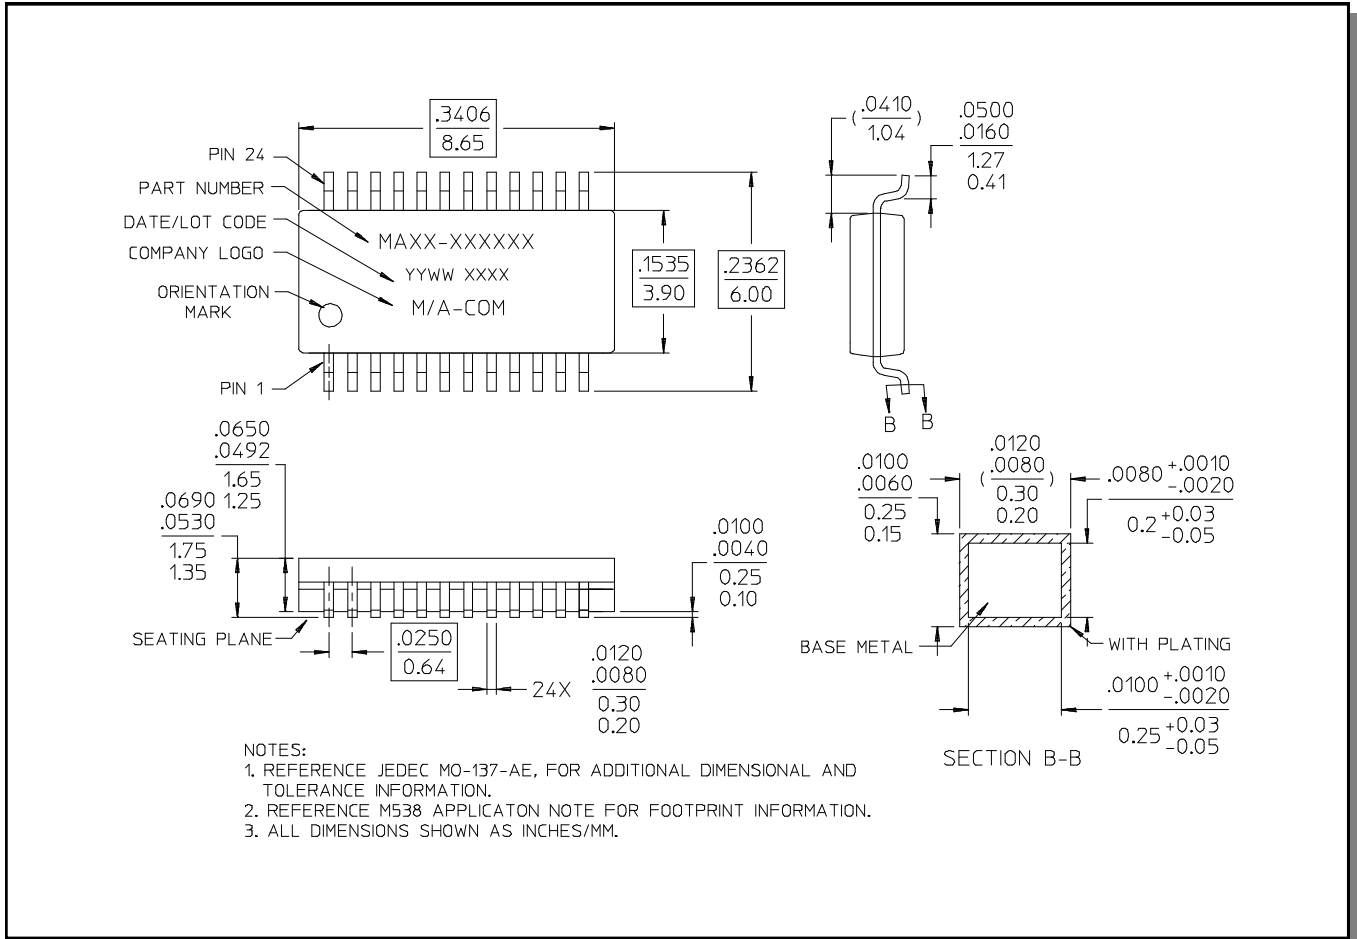 .3406
8.65
PIN 24
PART NUMBER
DATE/LOT CODE
COMPANY LOGO
ORIENTATION
MARK
PIN 1
MAXX-XXXXXX
YYWW XXXX
M/A-COM
.1535
3.90
.2362
6.00
(.0410)
1.04
.0500
.0160
1.27
0.41
B B
.0650
.0492
1.65
1.25
.0690
.0530
1.75
1.35
SEATING PLANE
.0250
0.64
24X
.0120
.0080
0.30
0.20
.0100
.0040
0.25
0.10
.0100
.0060
0.25
0.15
.0120
(.0080)
0.30
0.20
.0080 +.0010
-.0020
0.2 +0.03
-0.05
BASE METAL
WITH PLATING
.0100 +.0010
-.0020
0.25 +0.03
-0.05
SECTION B-B
NOTES:
1. REFERENCE JEDEC MO-137-AE, FOR ADDITIONAL DIMENSIONAL AND
TOLERANCE INFORMATION.
2. REFERENCE M538 APPLICATON NOTE FOR FOOTPRINT INFORMATION.
3. ALL DIMENSIONS SHOWN AS INCHES/MM.